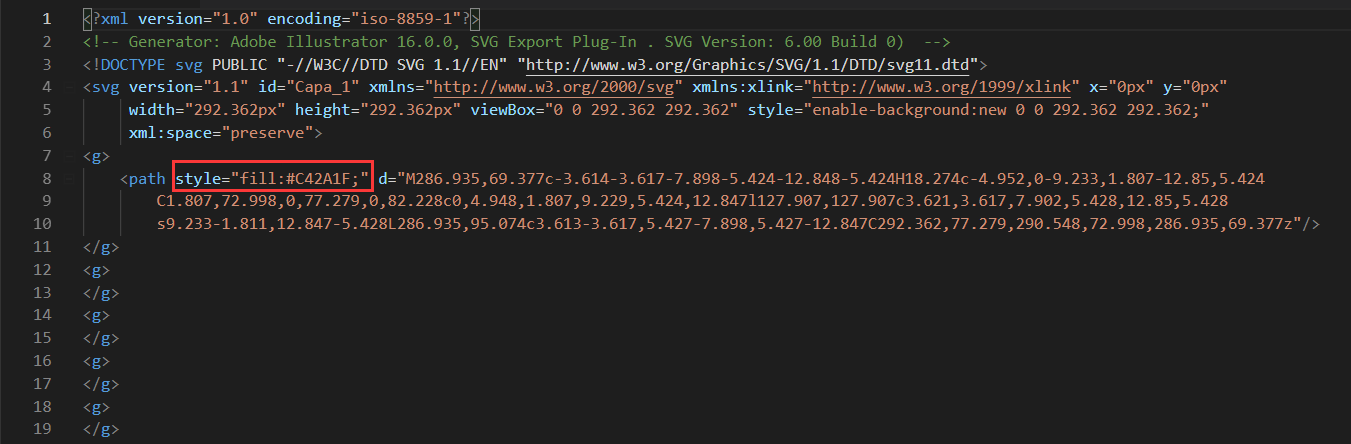 1 <?xml version="1.0" encoding="iso-8859-1"?>
2 <!-- Generator: Adobe Illustrator 16.0.0, SVG Export Plug-In . SVG Version: 6.00 Build 0)  -->
3 <!DOCTYPE svg PUBLIC "-//W3C//DTD SVG 1.1//EN" "http://www.w3.org/Graphics/SVG/1.1/DTD/svg11.dtd">
4 <svg version="1.1" id="Capa_1" xmlns="http://www.w3.org/2000/svg" xmlns:xlink="http://www.w3.org/1999/xlink" x="0px" y="0px"
5 width="292.362px" height="292.362px" viewBox="0 0 292.362 292.362" style="enable-background:new 0 0 292.362 292.362;"
6 xml:space="preserve">
7 <g>
8 <path style="fill:#C42A1F;" d="M286.935,69.377c-3.614-3.617-7.898-5.424-12.848-5.424H18.274c-4.952,0-9.233,1.807-12.85,5.424
9 C1.807,72.998,0,77.279,0,82.228c0,4.948,1.807,9.229,5.424,12.847l127.907,127.907c3.621,3.617,7.902,5.428,12.85,5.428
10 s9.233-1.811,12.847-5.428L286.935,95.074c3.613-3.617,5.427-7.898,5.427-12.847C292.362,77.279,290.548,72.998,286.935,69.377z"/>
11 </g>
12 <g>
13 </g>
14 <g>
15 </g>
16 <g>
17 </g>
18 <g>
19 </g>